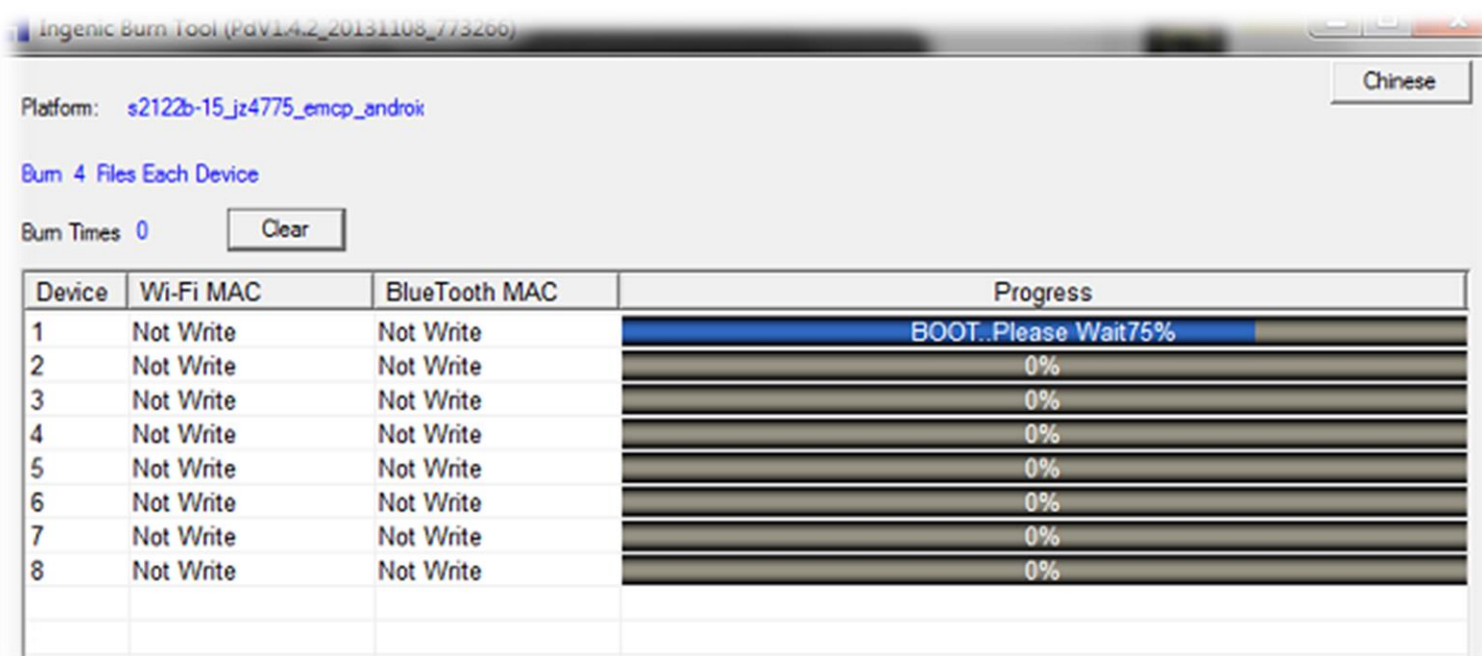 Ingenic Burn Tool (PdV1.4.2_20131108_773266)
Chinese
Platform: s2122b-15_jz4775_emcp_androi
Burn 4 Files Each Device
Burn Times 0 Clear
Device Wi-Fi MAC BlueTooth MAC Progress
1 Not Write Not Write BOOT..Please Wait75%
2 Not Write Not Write 0%
3 Not Write Not Write 0%
4 Not Write Not Write 0%
5 Not Write Not Write 0%
6 Not Write Not Write 0%
7 Not Write Not Write 0%
8 Not Write Not Write 0%